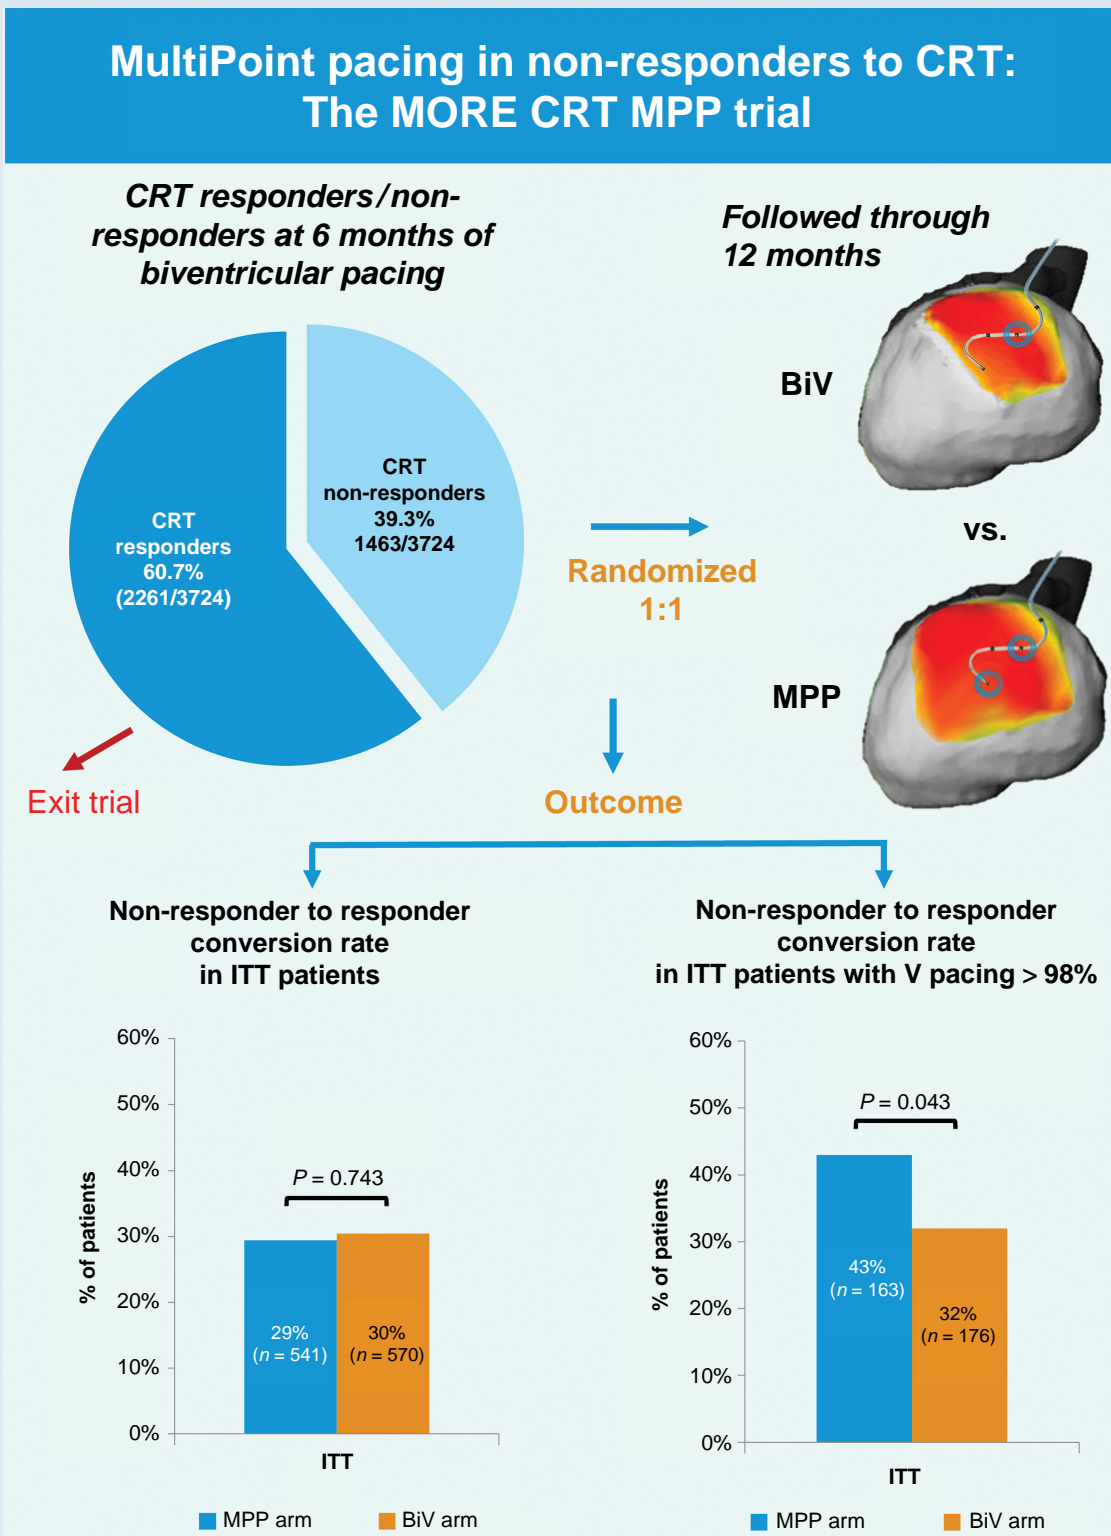 MultiPoint pacing in non-responders to CRT:
The MORE CRT MPP trial
CRT responders/non-
responders at 6 months of
biventricular pacing
Followed through
12 months
CRT
responders
60.7%
(2261/3724)
CRT
non-responders
39.3%
1463/3724
BiV
vs.
MPP
Randomized
1:1
Exit trial
Outcome
Non-responder to responder
conversion rate
in ITT patients
% of patients
60%
50%
40%
30%
20%
10%
0%
P = 0.743
29%
(n = 541)
30%
(n = 570)
ITT
MPP arm
BiV arm
Non-responder to responder
conversion rate
in ITT patients with V pacing > 98%
% of patients
60%
50%
40%
30%
20%
10%
0%
P = 0.043
43%
(n = 163)
32%
(n = 176)
ITT
MPP arm
BiV arm